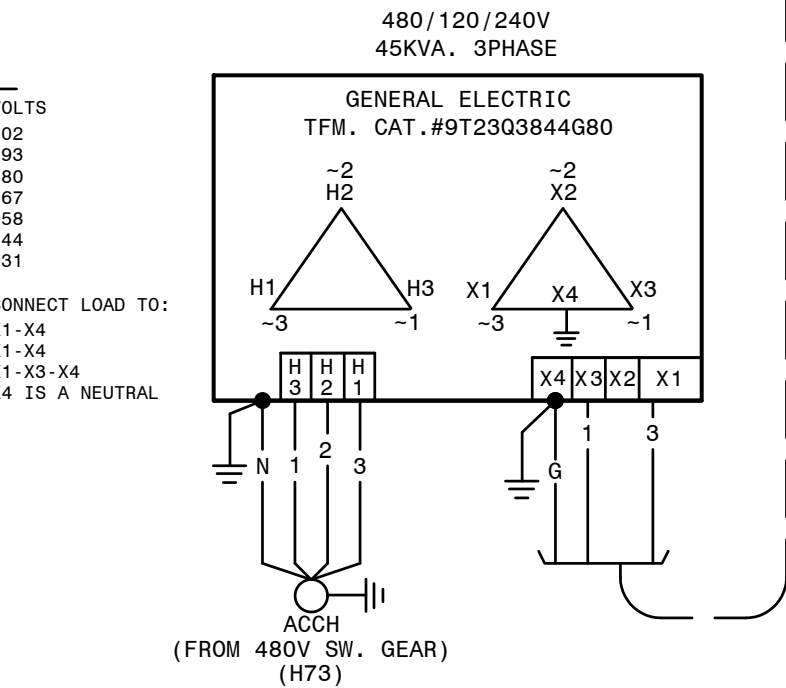 480/120/240V
45KVA. 3PHASE
GENERAL ELECTRIC
TFM. CAT.#9T23Q3844G80
OLTS
02
93
80
67
58
44
31
ONNECT LOAD TO:
1-X4
1-X4
1-X3-X4
4 IS A NEUTRAL
~2
H2
H1
H3
~3
~1
~2
X2
X1
X4
X3
~3
~1
H3
H2
H1
X4 X3 X2 X1
N 1 2 3
G 1 3
ACCH
(FROM 480V SW. GEAR)
(H73)